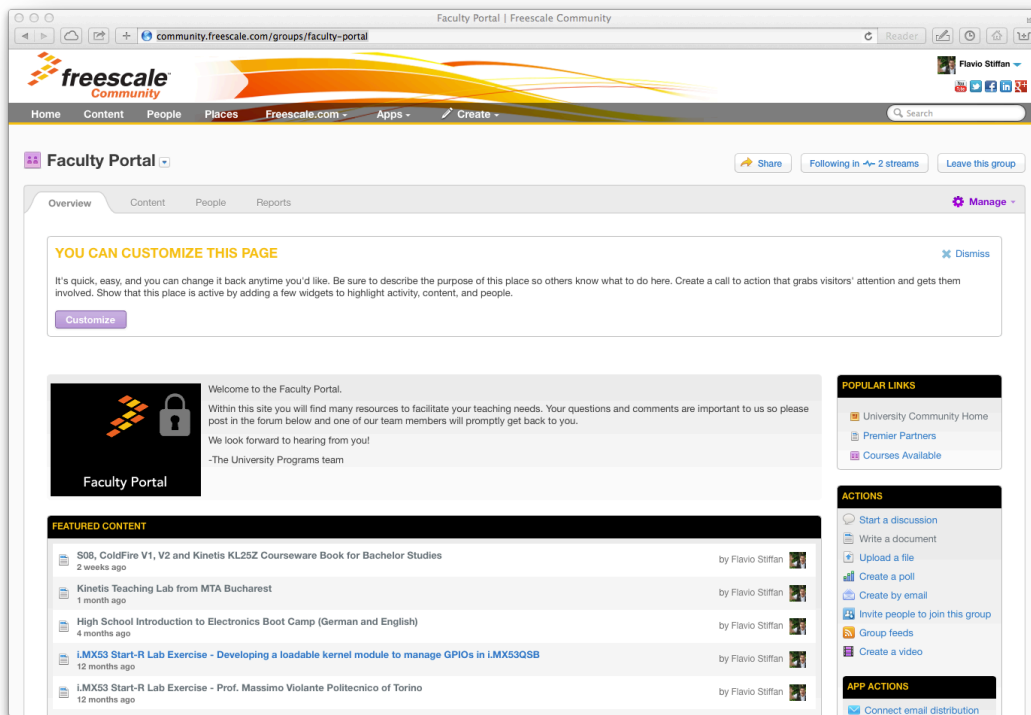 Faculty Portal | Freescale Community
community.freescale.com/groups/faculty-portal
Reader
freescale
Community
Flavio Stiffan
Home Content People Places Freescale.com Apps Create
Search
Faculty Portal
Share Following in 2 streams Leave this group
Overview Content People Reports
Manage
YOU CAN CUSTOMIZE THIS PAGE
Dismiss
It's quick, easy, and you can change it back anytime you'd like. Be sure to describe the purpose of this place so others know what to do here. Create a call to action that grabs visitors' attention and gets them
involved. Show that this place is active by adding a few widgets to highlight activity, content, and people.
Customize
Faculty Portal
Welcome to the Faculty Portal.
Within this site you will find many resources to facilitate your teaching needs. Your questions and comments are important to us so please
post in the forum below and one of our team members will promptly get back to you.
We look forward to hearing from you!
-The University Programs team
FEATURED CONTENT
S08, ColdFire V1, V2 and Kinetis KL25Z Courseware Book for Bachelor Studies
2 weeks ago
by Flavio Stiffan
Kinetis Teaching Lab from MTA Bucharest
1 month ago
by Flavio Stiffan
High School Introduction to Electronics Boot Camp (German and English)
4 months ago
by Flavio Stiffan
i.MX53 Start-R Lab Exercise - Developing a loadable kernel module to manage GPIOs in i.MX53QSB
12 months ago
by Flavio Stiffan
i.MX53 Start-R Lab Exercise - Prof. Massimo Violante Politecnico of Torino
12 months ago
by Flavio Stiffan
POPULAR LINKS
University Community Home
Premier Partners
Courses Available
ACTIONS
Start a discussion
Write a document
Upload a file
Create a poll
Create by email
Invite people to join this group
Group feeds
Create a video
APP ACTIONS
Connect email distribution